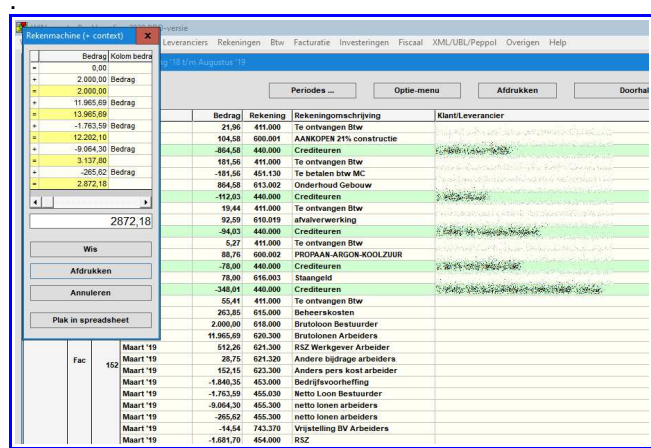 .
-versie
Rekenmachine (+ context) x
Leveranciers Rekeningen Btw Facturatie Investeringen Fiscaal XML/UBL/Peppol Overigen Help
'18 t/m Augustus '19
Periodes ... Optie-menu Afdrukken Doorhal
Bedrag Kolom bedra
= 0,00
+ 2.000,00 Bedrag
= 2.000,00
+ 11.965,69 Bedrag
= 13.965,69
+ -1.763,59 Bedrag
= 12.202,10
+ -9.064,30 Bedrag
= 3.137,80
+ -265,62 Bedrag
= 2.872,18
2872,18
Wis
Afdrukken
Annuleren
Plak in spreadsheet
Bedrag Rekening Rekeningomschrijving Klant/Leverancier
21,96 411.000 Te ontvangen Btw
104,58 600.001 AANKOPEN 21% constructie
-864,58 440.000 Crediteuren
181,56 411.000 Te ontvangen Btw
-181,56 451.130 Te betalen btw MC
864,58 613.002 Onderhoud Gebouw
-112,03 440.000 Crediteuren
19,44 411.000 Te ontvangen Btw
92,59 610.019 afvalverwerking
-94,03 440.000 Crediteuren
5,27 411.000 Te ontvangen Btw
88,76 600.002 PROPAAN-ARGON-KOOLZUUR
-78,00 440.000 Crediteuren
78,00 616.003 Staangeld
-348,01 440.000 Crediteuren
55,41 411.000 Te ontvangen Btw
263,85 615.000 Beheerskosten
2.000,00 618.000 Brutoloon Bestuurder
11.965,69 620.300 Brutolonen Arbeiders
Maart '19 512,26 621.300 RSZ Werkgever Arbeider
Fac 152 Maart '19 28,75 621.320 Andere bijdrage arbeiders
Maart '19 152,15 623.300 Anders pers kost arbeider
Maart '19 -1.840,35 453.000 Bedrijfsvoorheffing
Maart '19 -1.763,59 455.030 Netto Loon Bestuurder
Maart '19 -9.064,30 455.300 netto lonen arbeiders
Maart '19 -265,62 455.300 netto lonen arbeiders
Maart '19 -14,54 743.370 Vrijstelling BV Arbeiders
Maart '19 -1.681,70 454.000 RSZ